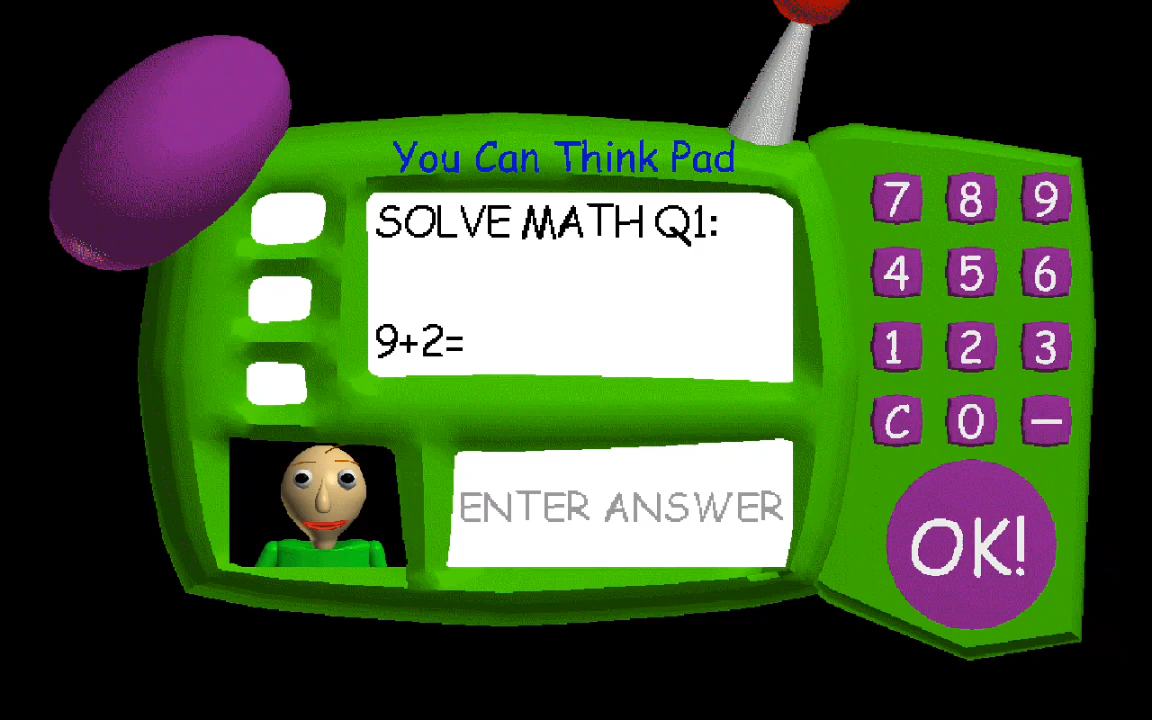 You Can Think Pad
SOLVE MATH Q1:
9+2=
ENTER ANSWER
7 8 9
4 5 6
1 2 3
C 0 −
OK!